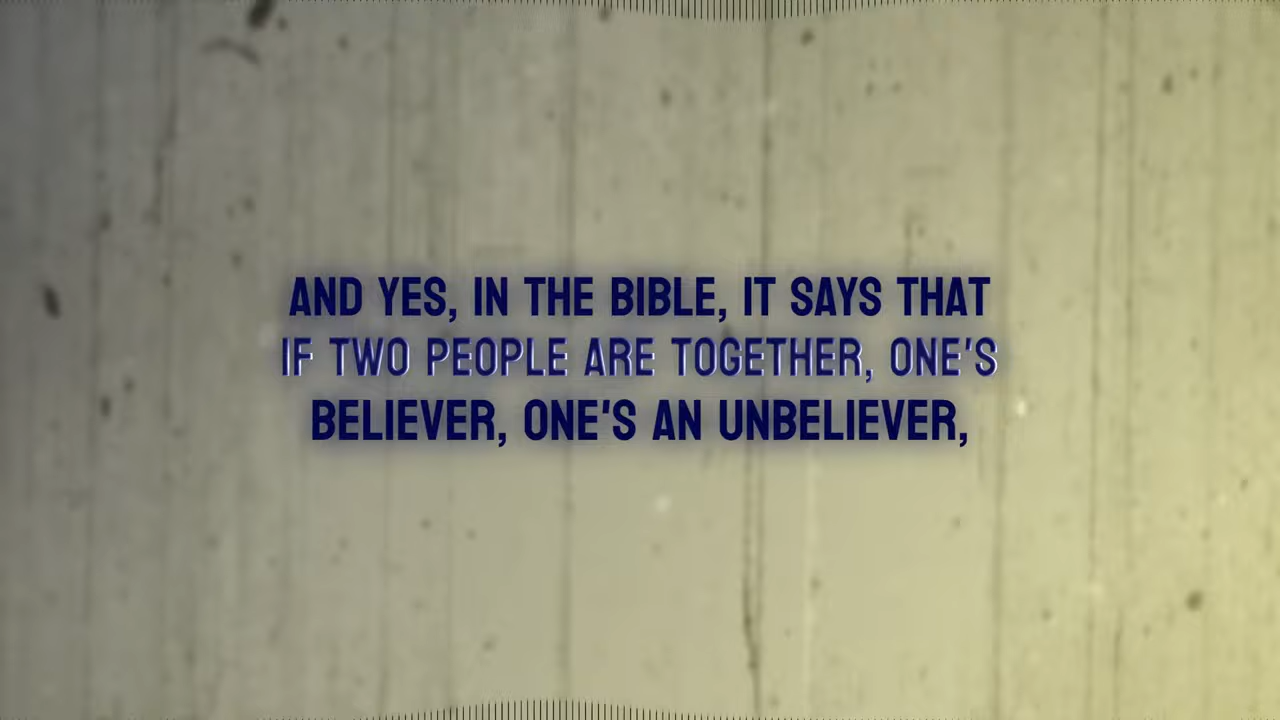 AND YES, IN THE BIBLE, IT SAYS THAT
IF TWO PEOPLE ARE TOGETHER, ONE'S
BELIEVER, ONE'S AN UNBELIEVER,